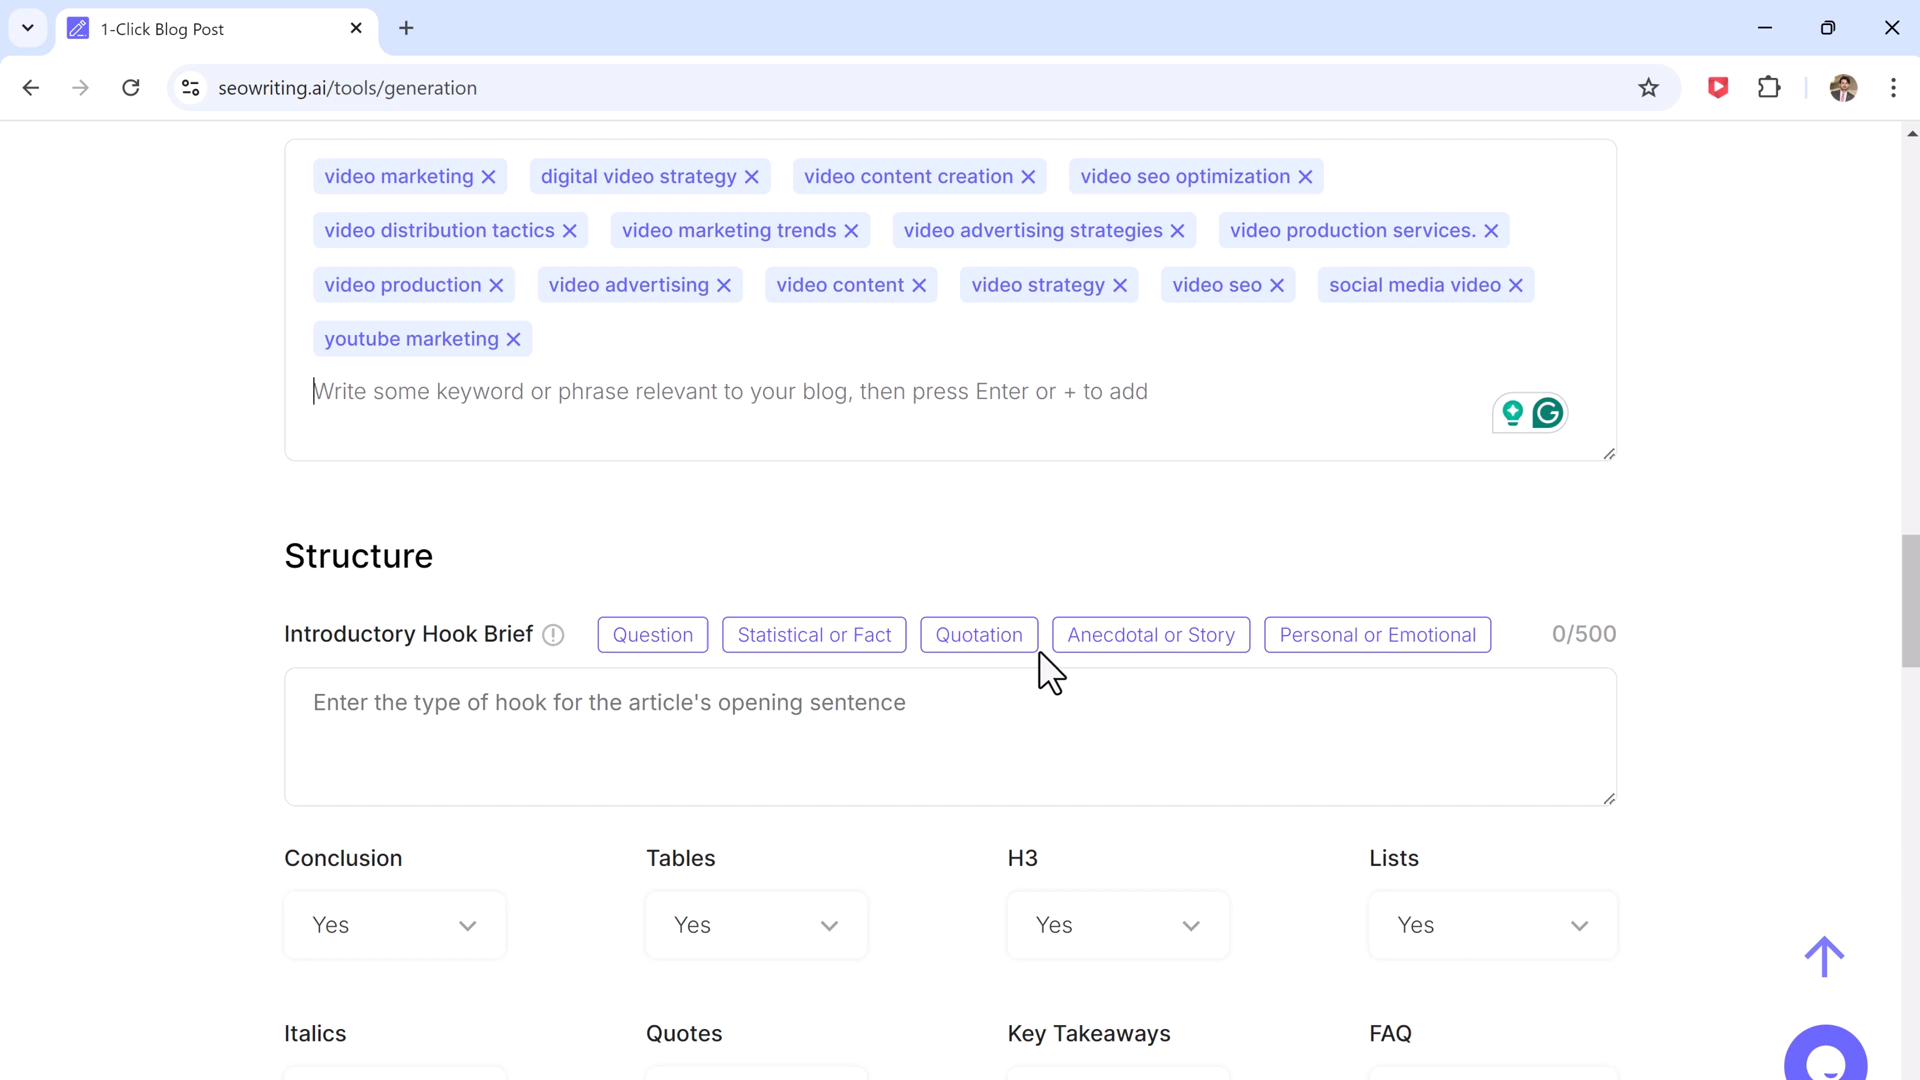 1-Click Blog Post
seowriting.ai/tools/generation
video marketing digital video strategy video content creation video seo optimization
video distribution tactics video marketing trends video advertising strategies video production services.
video production video advertising video content video strategy video seo social media video
youtube marketing
Write some keyword or phrase relevant to your blog, then press Enter or + to add
Structure
Introductory Hook Brief Question Statistical or Fact Quotation Anecdotal or Story Personal or Emotional 0/500
Enter the type of hook for the article's opening sentence
Conclusion Tables H3 Lists
Yes Yes Yes Yes
Italics Quotes Key Takeaways FAQ